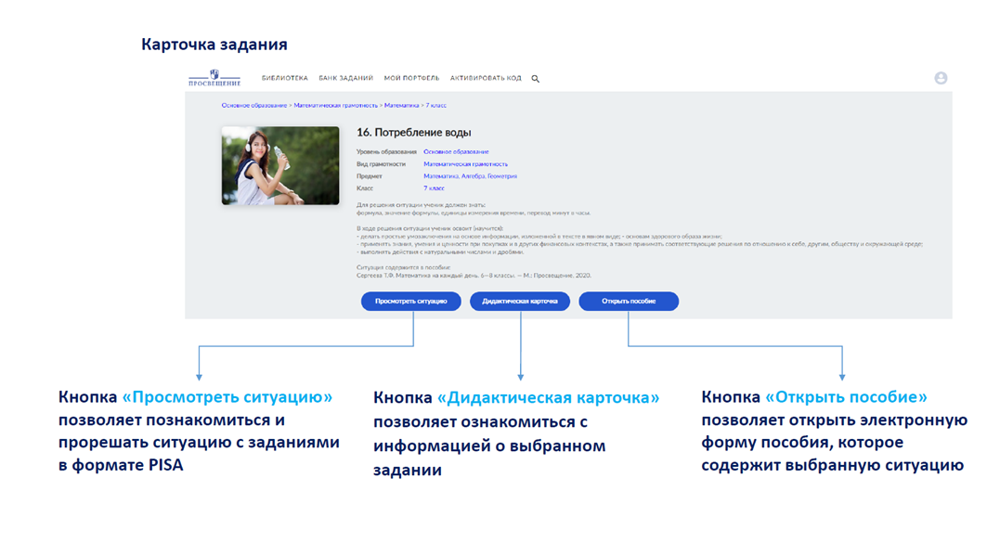 Карточка задания
ПРОСВЕЩЕНИЕ
БИБЛИОТЕКА БАНК ЗАДАНИЙ МОЙ ПОРТФЕЛЬ АКТИВИРОВАТЬ КОД
Основное образование > Математическая грамотность > Математика > 7 класс
16. Потребление воды
Уровень образования Основное образование
Вид грамотности Математическая грамотность
Предмет Математика, Алгебра, Геометрия
Класс 7 класс
Для решения ситуации ученик должен знать:
формула, значение формулы, единицы измерения времени, перевод минут в часы.
В ходе решения ситуации ученик освоит (научится):
- делать простые умозаключения на основе информации, изложенной в тексте в явном виде; - основам здорового образа жизни;
- применять знания, умения и ценности при покупках и в других финансовых контекстах, а также принимать соответствующие решения по отношению к себе, другим, обществу и окружающей среде;
- выполнять действия с натуральными числами и дробями.
Ситуация содержится в пособии:
Сергеева Т.Ф. Математика на каждый день. 6—8 классы. — М.: Просвещение, 2020.
Просмотреть ситуацию Дидактическая карточка Открыть пособие
Кнопка «Просмотреть ситуацию»
позволяет познакомиться и
прорешать ситуацию с заданиями
в формате PISA
Кнопка «Дидактическая карточка»
позволяет ознакомиться с
информацией о выбранном
задании
Кнопка «Открыть пособие»
позволяет открыть электронную
форму пособия, которое
содержит выбранную ситуацию